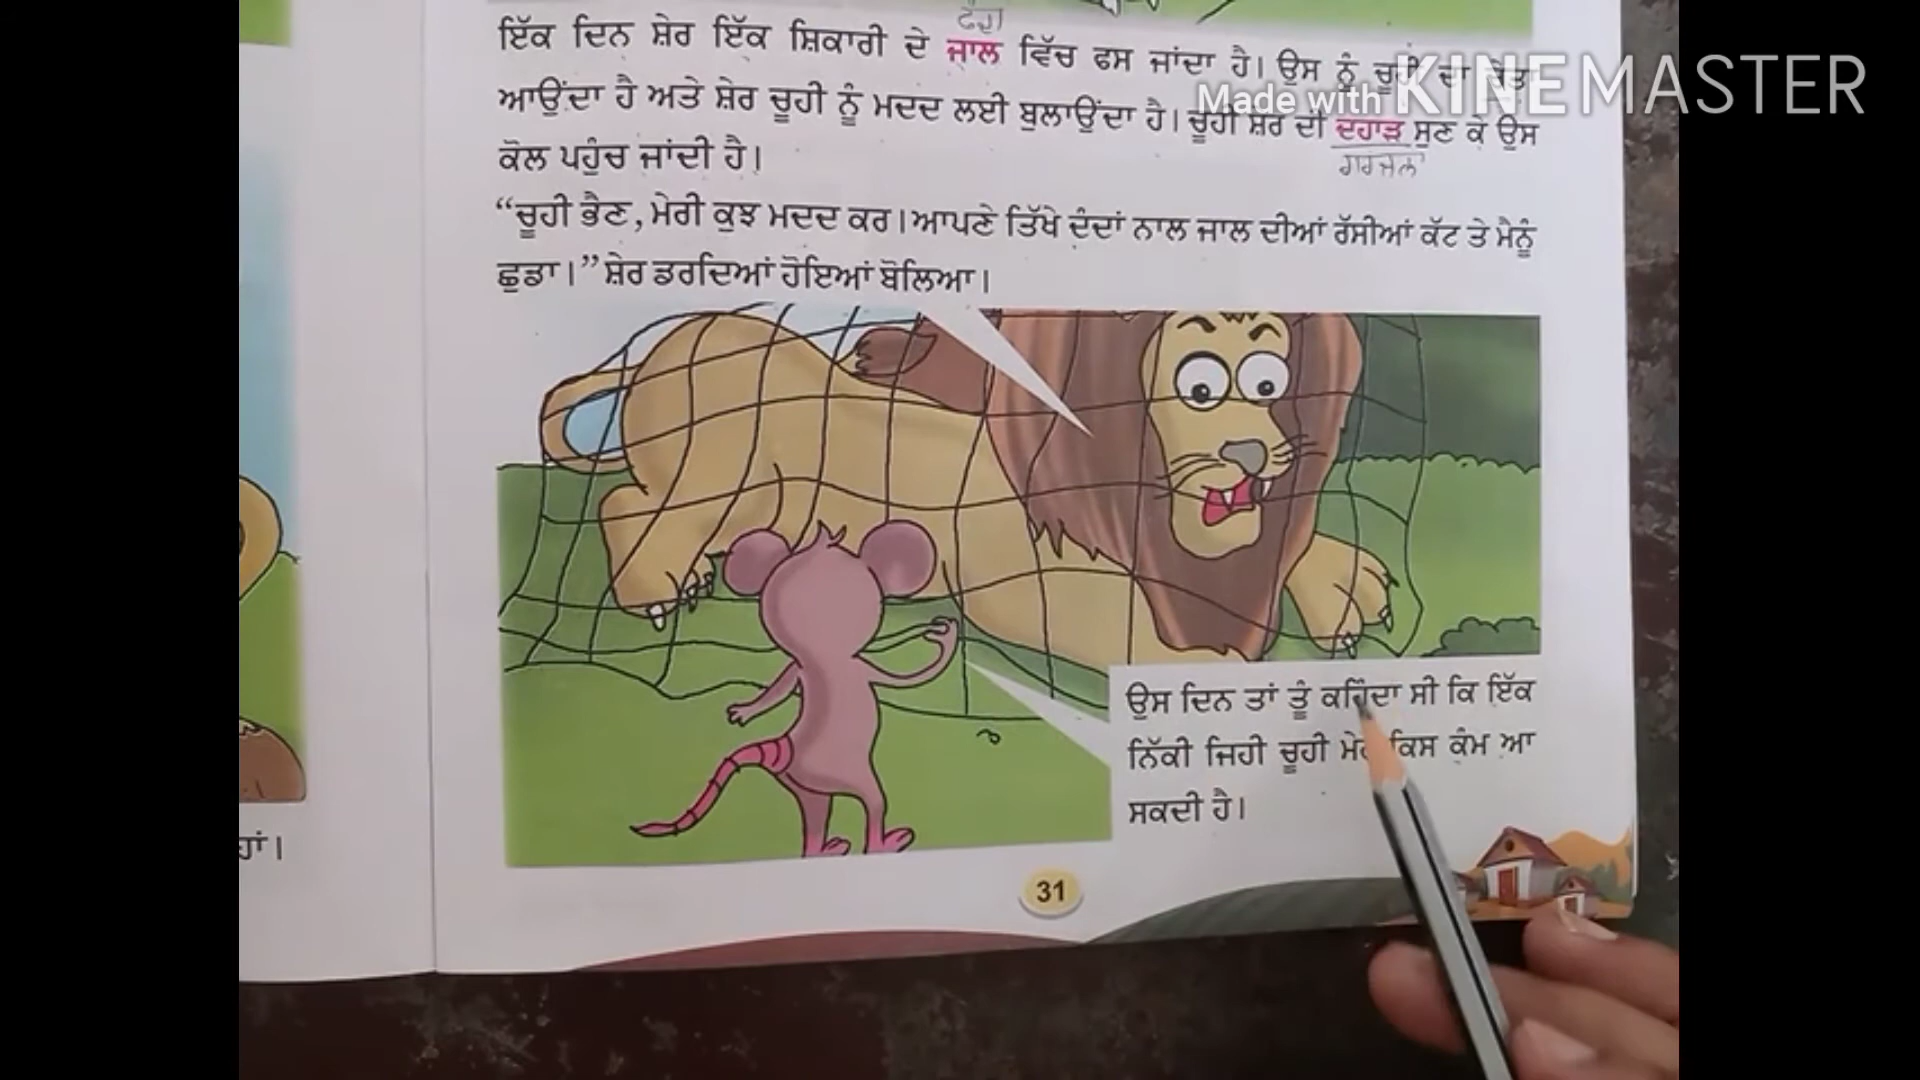 ਇੱਕ ਦਿਨ ਸ਼ੇਰ ਇੱਕ ਸ਼ਿਕਾਰੀ ਦੇ ਜਾਲ ਵਿੱਚ ਫਸ ਜਾਂਦਾ ਹੈ। ਉਸ ਨੂੰ ਚੂਹੀ ਦਾ ਚੇਤਾ
Made with KINEMASTER
ਆਉਂਦਾ ਹੈ ਅਤੇ ਸ਼ੇਰ ਚੂਹੀ ਨੂੰ ਮਦਦ ਲਈ ਬੁਲਾਉਂਦਾ ਹੈ। ਚੂਹੀ ਸ਼ੇਰ ਦੀ ਦਹਾੜ ਸੁਣ ਕੇ ਉਸ
ਗਰਜਣਾ
ਕੋਲ ਪਹੁੰਚ ਜਾਂਦੀ ਹੈ।
“ਚੂਹੀ ਭੈਣ, ਮੇਰੀ ਕੁਝ ਮਦਦ ਕਰ। ਆਪਣੇ ਤਿੱਖੇ ਦੰਦਾਂ ਨਾਲ ਜਾਲ ਦੀਆਂ ਰੱਸੀਆਂ ਕੱਟ ਤੇ ਮੈਨੂੰ
ਛੁਡਾ।” ਸ਼ੇਰ ਡਰਦਿਆਂ ਹੋਇਆਂ ਬੋਲਿਆ।
ਉਸ ਦਿਨ ਤਾਂ ਤੂੰ ਕਹਿੰਦਾ ਸੀ ਕਿ ਇੱਕ
ਨਿੱਕੀ ਜਿਹੀ ਚੂਹੀ ਮੇਰੇ ਕਿਸ ਕੰਮ ਆ
ਸਕਦੀ ਹੈ।
ਹਾਂ।
31